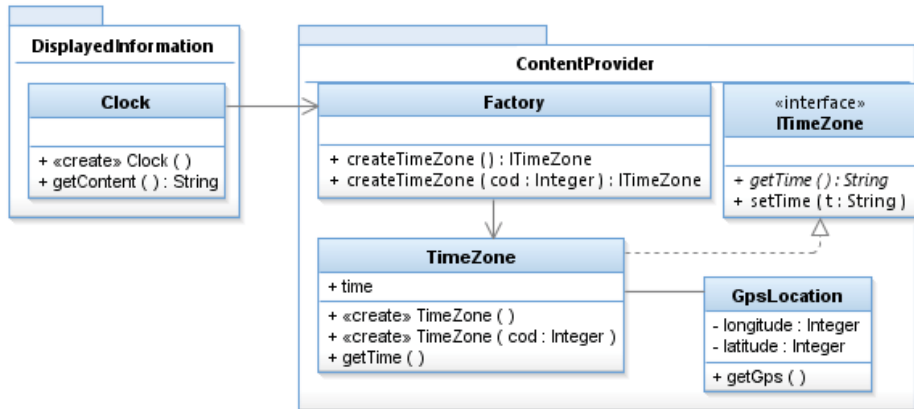 DisplayedInformation
Clock
+ «create» Clock ( )
+ getContent ( ) : String
ContentProvider
Factory
+ createTimeZone ( ) : ITimeZone
+ createTimeZone ( cod : Integer ) : ITimeZone
«interface»
ITimeZone
+ getTime ( ) : String
+ setTime ( t : String )
TimeZone
+ time
+ «create» TimeZone ( )
+ «create» TimeZone ( cod : Integer )
+ getTime ( )
GpsLocation
- longitude : Integer
- latitude : Integer
+ getGps ( )